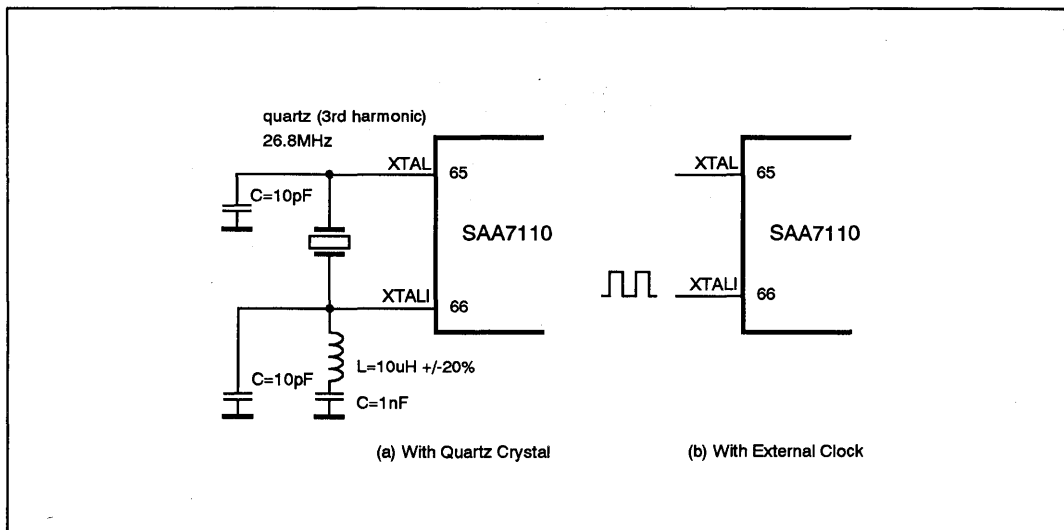 quartz (3rd harmonic)
26.8MHz
XTAL
65
C=10pF
SAA7110
XTALI
66
C=10pF
L=10uH +/-20%
C=1nF
(a) With Quartz Crystal
XTAL
65
SAA7110
XTALI
66
(b) With External Clock